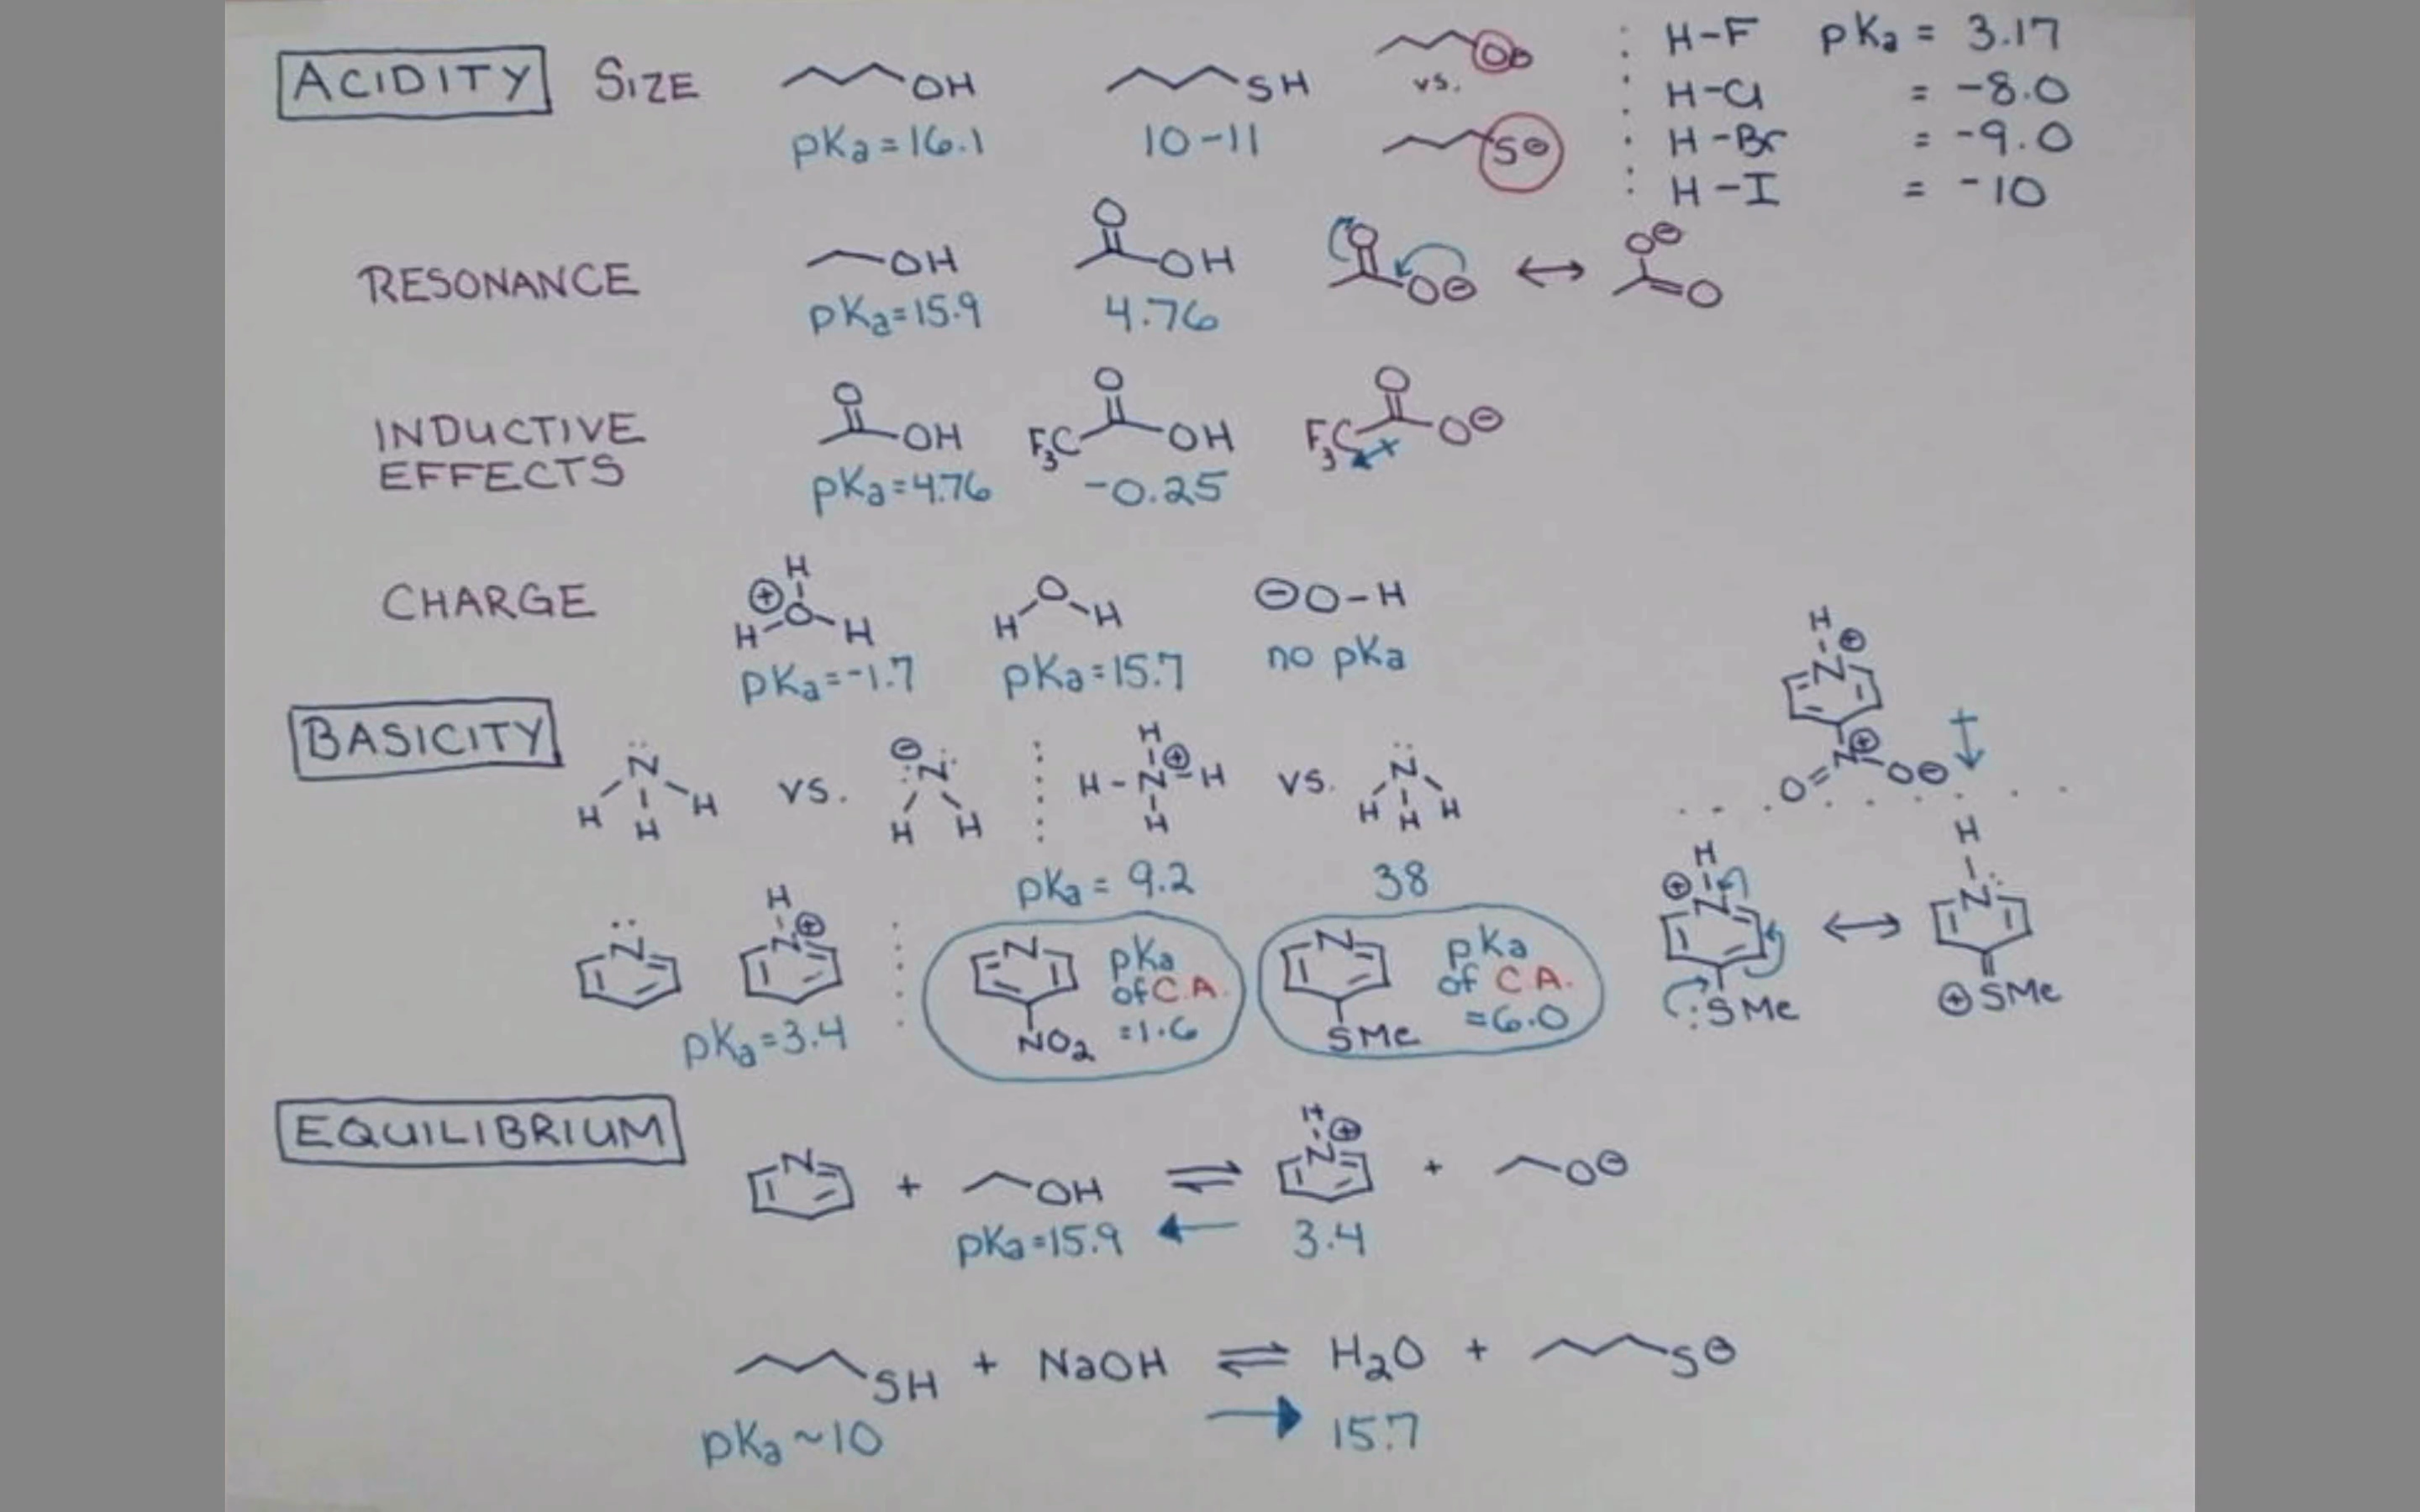 ACIDITY SIZE OH SH O⊖ H-F pKa = 3.17
vs. H-Cl = -8.0
pKa = 16.1 10-11 S⊖ H-Br = -9.0
H-I = -10
RESONANCE OH O OH O O⊖ ↔ O⊖ O
pKa=15.9 4.76
INDUCTIVE O OH F₃C O OH F₃C O O⊖
EFFECTS pKa=4.76 -0.25
CHARGE ⊕ H O H H O H H ⊖O-H
pKa=-1.7 pKa=15.7 no pKa
H ⊕ N
N⊕ O O⊖
BASICITY
N H H H vs. ⊖ N H H H H-N⊕-H H vs. N H H H
pKa = 9.2 38
N H N⊕ N NO₂ pKa of C.A. =1.6 N SMe pKa of C.A. =6.0 H ⊕ N :SMe ↔ H N ⊕SMe
pKa=3.4
EQUILIBRIUM
N + OH ⇌ H N⊕ + O⊖
pKa=15.9 ← 3.4
SH + NaOH ⇌ H₂O + S⊖
pKa~10 → 15.7